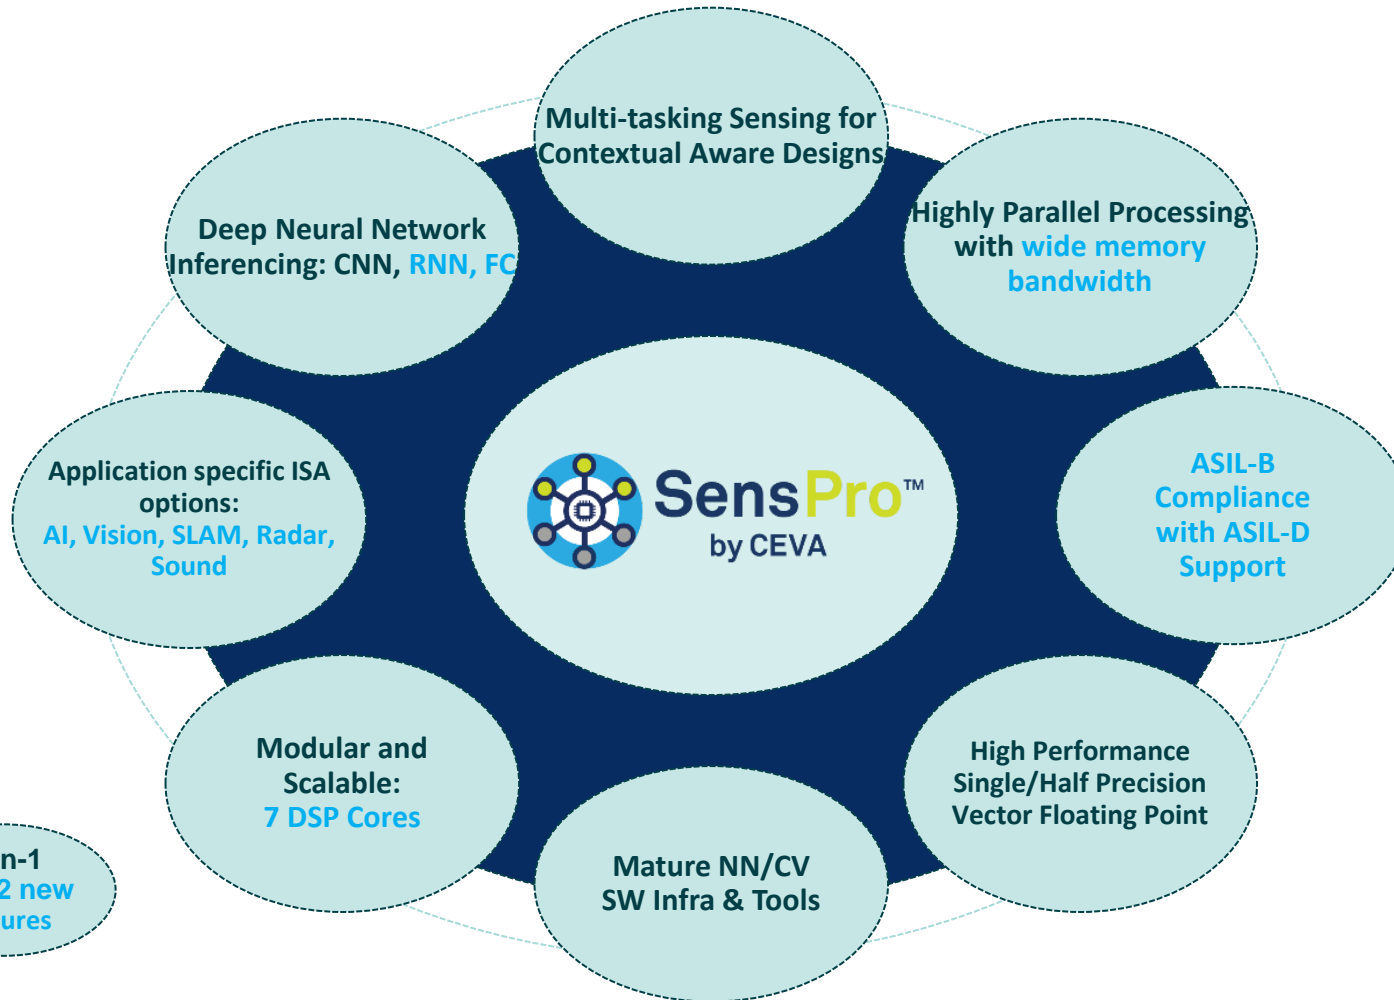 Multi-tasking Sensing for
Contextual Aware Designs
Highly Parallel Processing
with wide memory
bandwidth
ASIL-B
Compliance
with ASIL-D
Support
High Performance
Single/Half Precision
Vector Floating Point
Mature NN/CV
SW Infra & Tools
Modular and
Scalable:
7 DSP Cores
Application specific ISA
options:
AI, Vision, SLAM, Radar,
Sound
Deep Neural Network
Inferencing: CNN, RNN, FC
SensPro™
by CEVA
n-1
2 new
ures